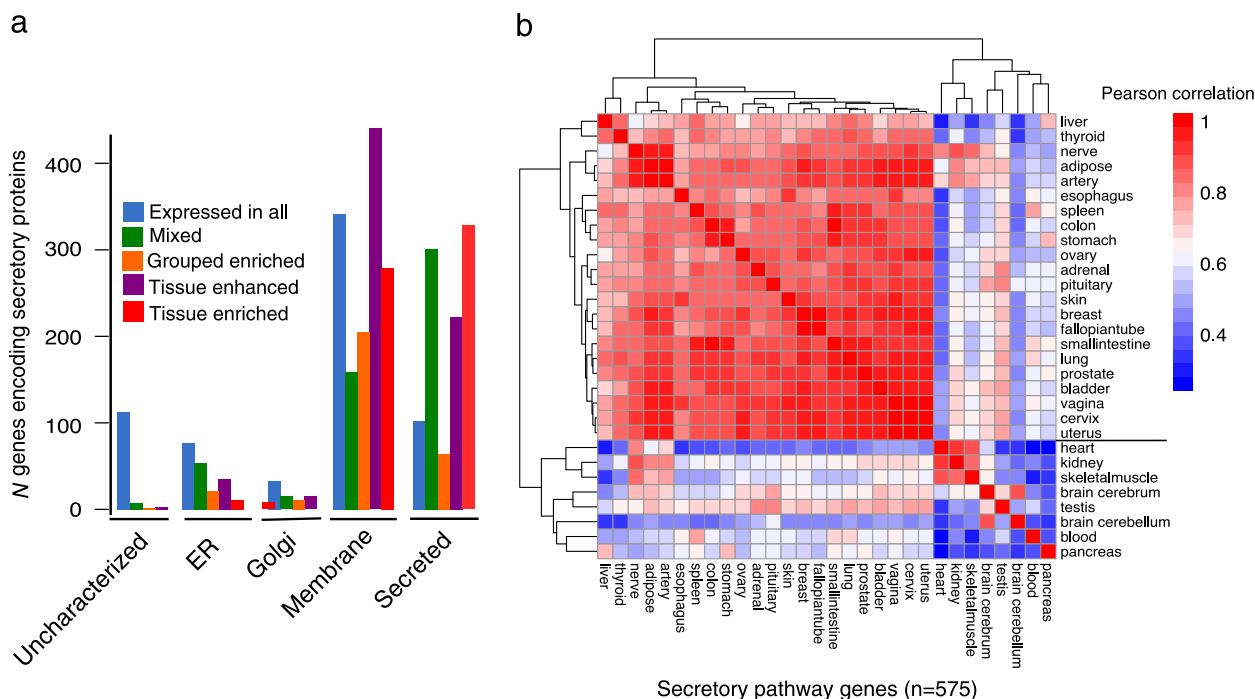 a
N genes encoding secretory proteins
400
300
200
100
0
Expressed in all
Mixed
Grouped enriched
Tissue enhanced
Tissue enriched
Uncharacterized
ER
Golgi
Membrane
Secreted
b
Pearson correlation
1
0.8
0.6
0.4
liver
thyroid
nerve
adipose
artery
esophagus
spleen
colon
stomach
ovary
adrenal
pituitary
skin
breast
fallopiantube
smallintestine
lung
prostate
bladder
vagina
cervix
uterus
heart
kidney
skeletalmuscle
brain cerebrum
testis
brain cerebellum
blood
pancreas
liver
thyroid
nerve
adipose
artery
esophagus
spleen
colon
stomach
ovary
adrenall
pituitary
skin
breast
fallopiantube
smallintestine
lung
prostate
bladder
vagina
cervix
uterus
heart
kidney
skeletalmuscle
brain cerebrum
testis
brain cerebellum
blood
pancreas
Secretory pathway genes (n=575)